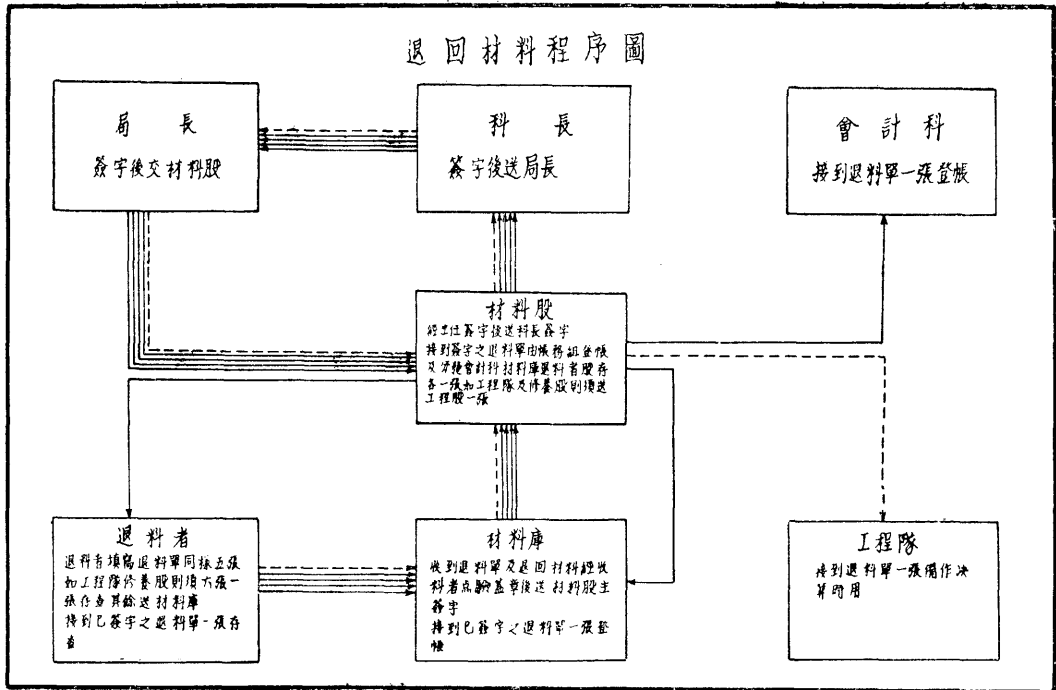 退回材料程序圖
局長
簽字後交材料股
科長
簽字後送局長
會計科
接到退料單一張登帳
材料股
經主任簽字後送科長簽字
接到簽字之退料單由帳務組登帳
及分轉會計科材料庫退料者股存
各一張如工程隊及修養股則須送
工程股一張
退料者
退料者填寫退料單同樣五張
如工程隊修養股則須六張一
張存查其餘送材料庫
接到已簽字之退料單一張存
查
材料庫
收到退料單及退回材料經收
料者点驗蓋章後送材料股主
簽字
接到已簽字之退料單一張登
帳
工程隊
接到退料單一張備作決
算時用